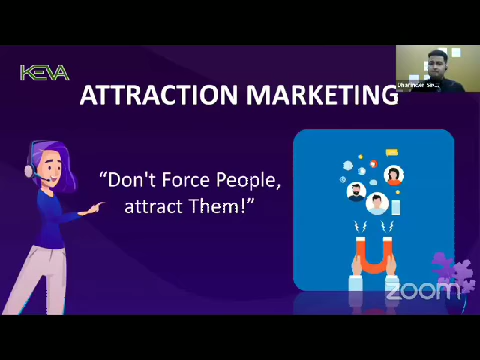 KEVA
ATTRACTION MARKETING
“Don't Force People,
attract Them!”
zoom